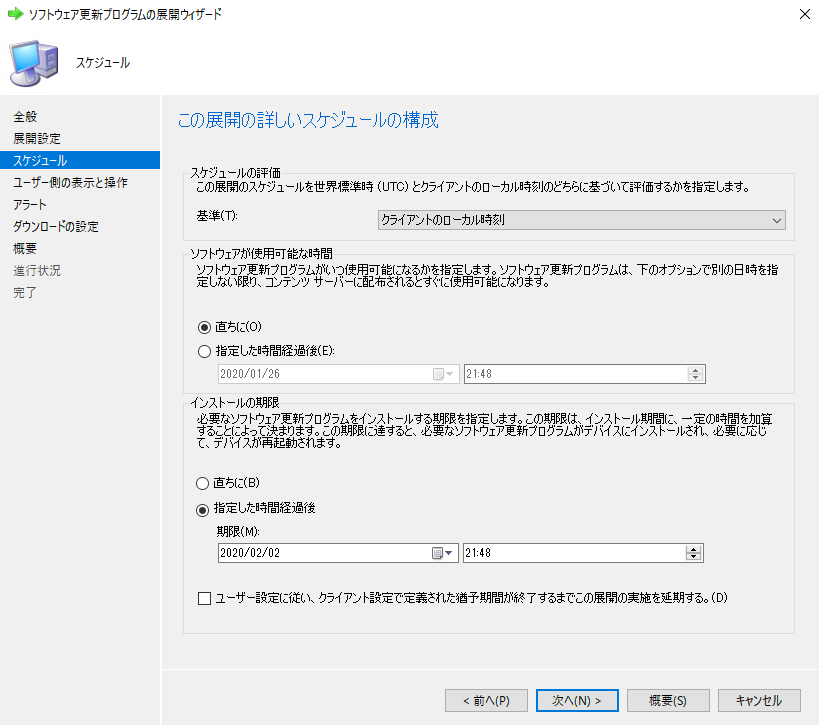 ソフトウェア更新プログラムの展開ウィザード
スケジュール
全般
展開設定
スケジュール
ユーザー側の表示と操作
アラート
ダウンロードの設定
概要
進行状況
完了
この展開の詳しいスケジュールの構成
スケジュールの評価
この展開のスケジュールを世界標準時 (UTC) とクライアントのローカル時刻のどちらに基づいて評価するかを指定します。
基準(T):
クライアントのローカル時刻
ソフトウェアが使用可能な時間
ソフトウェア更新プログラムがいつ使用可能になるかを指定します。ソフトウェア更新プログラムは、下のオプションで別の日時を指
定しない限り、コンテンツ サーバーに配布されるとすぐに使用可能になります。
直ちに(O)
指定した時間経過後(E):
2020/01/26
21:48
インストールの期限
必要なソフトウェア更新プログラムをインストールする期限を指定します。この期限は、インストール期間に、一定の時間を加算
することによって決まります。この期限に達すると、必要なソフトウェア更新プログラムがデバイスにインストールされ、必要に応じ
て、デバイスが再起動されます。
直ちに(B)
指定した時間経過後
期限(M):
2020/02/02
21:48
ユーザー設定に従い、クライアント設定で定義された猶予期間が終了するまでこの展開の実施を延期する。(D)
< 前へ(P)
次へ(N) >
概要(S)
キャンセル